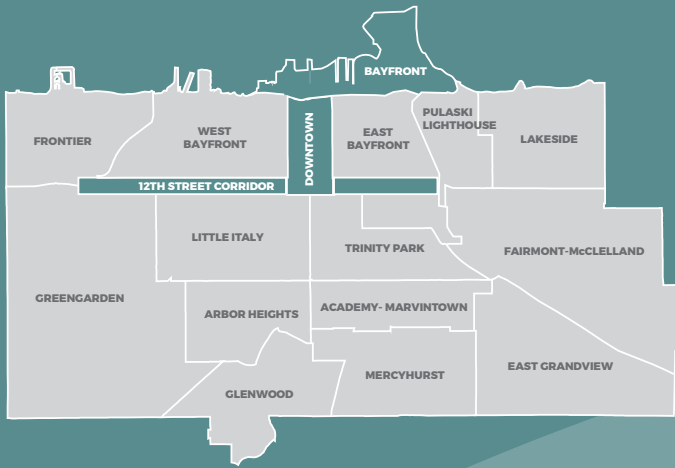 BAYFRONT
FRONTIER
WEST
BAYFRONT
DOWNTOWN
EAST
BAYFRONT
PULASKI
LIGHTHOUSE
LAKESIDE
12TH STREET CORRIDOR
LITTLE ITALY
TRINITY PARK
FAIRMONT-McCLELLAND
GREENGARDEN
ARBOR HEIGHTS
ACADEMY- MARVINTOWN
GLENWOOD
MERCYHURST
EAST GRANDVIEW